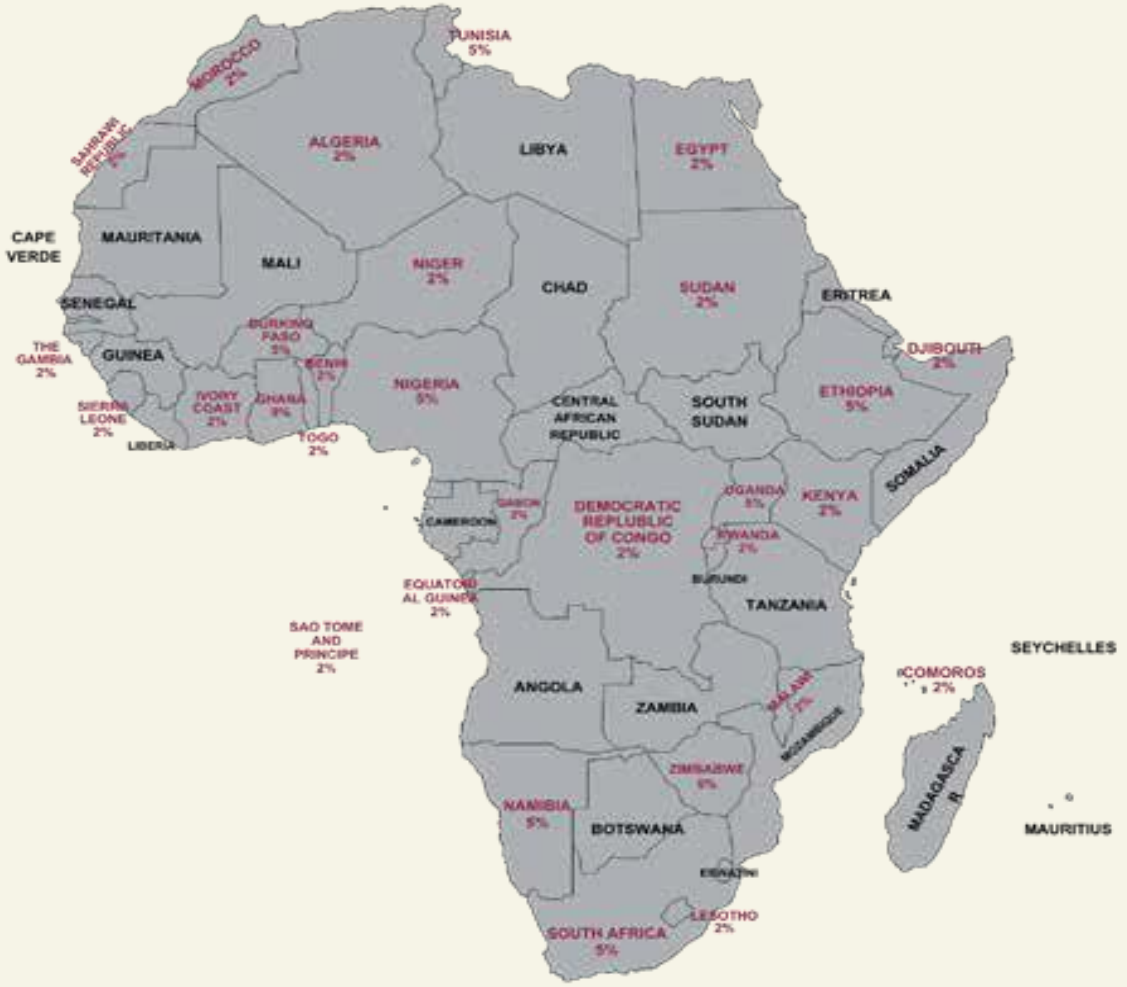 TUNISIA
5%
MOROCCO
2%
SAHRAWI
REPUBLIC
2%
ALGERIA
2%
LIBYA
EGYPT
2%
CAPE
VERDE
MAURITANIA
MALI
NIGER
2%
CHAD
SUDAN
2%
ERITREA
SENEGAL
THE
GAMBIA
2%
GUINEA
BURKINO
FASO
5%
BENIN
2%
NIGERIA
5%
DJIBOUTI
2%
ETHIOPIA
5%
SIERRA
LEONE
2%
IVORY
COAST
2%
GHANA
LIBERIA
TOGO
2%
CENTRAL
AFRICAN
REPUBLIC
SOUTH
SUDAN
SOMALIA
CAMEROON
GABON
2%
DEMOCRATIC
REPLUBLIC
OF CONGO
2%
UGANDA
5%
KENYA
2%
RWANDA
2%
BURUNDI
TANZANIA
EQUATORI
AL GUINEA
2%
SAO TOME
AND
PRINCIPE
2%
SEYCHELLES
COMOROS
2%
ANGOLA
ZAMBIA
MALAWI
2%
MOZAMBIQUE
ZIMBABWE
NAMIBIA
5%
BOTSWANA
MADAGASCA
R
MAURITIUS
LESOTHO
2%
SOUTH AFRICA
5%